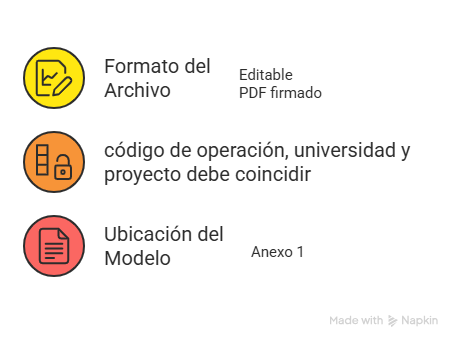 Formato del
Archivo
Editable
PDF firmado
código de operación, universidad y
proyecto debe coincidir
Ubicación del
Modelo
Anexo 1
Made with Napkin